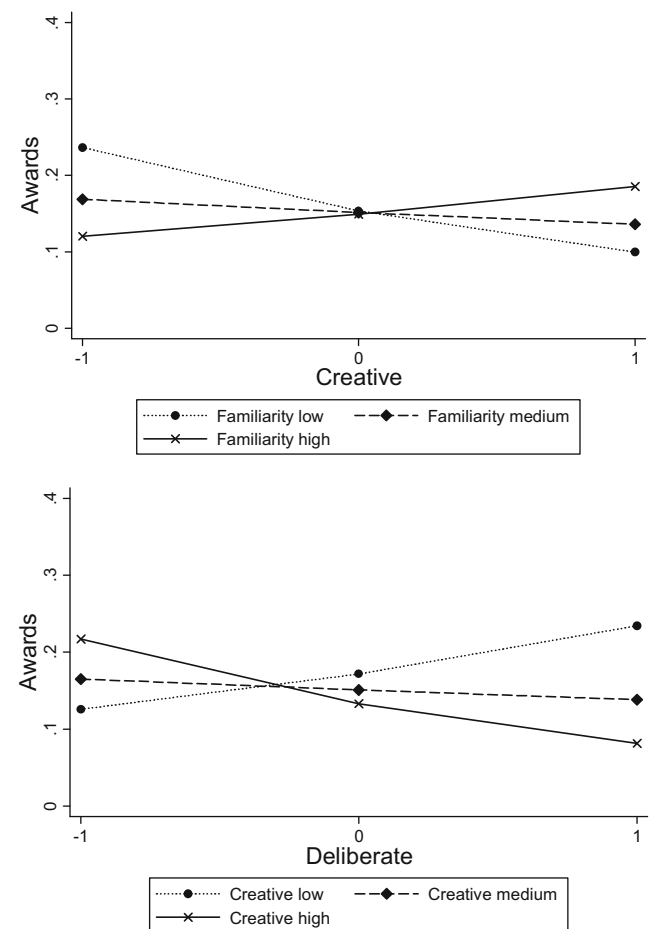 .4
.3
.2
.1
0
Awards
-1 0 1
Creative
Familiarity low Familiarity medium
Familiarity high
.4
.3
.2
.1
0
Awards
-1 0 1
Deliberate
Creative low Creative medium
Creative high